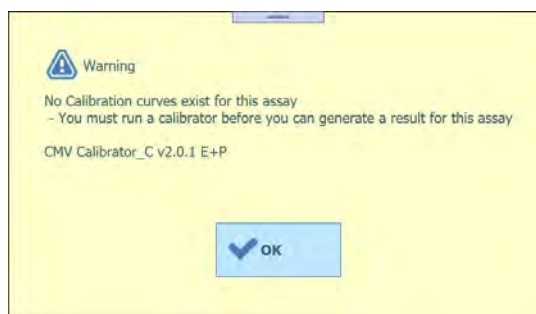 Warning
No Calibration curves exist for this assay
- You must run a calibrator before you can generate a result for this assay
CMV Calibrator_C v2.0.1 E+P
OK